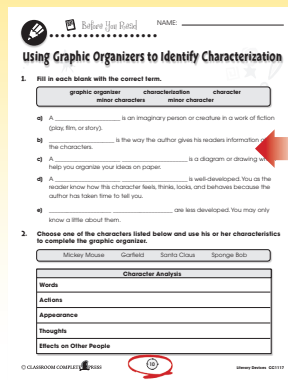 Before You Read
NAME:
Using Graphic Organizers to Identify Characterization
1. Fill in each blank with the correct term.
graphic organizer characterization character
minor characters minor character
a) A ____________ is an imaginary person or creature in a work of fiction
(play, film, or story).
b) ____________ is the way the author gives his readers information
the characters.
c) A ____________ is a diagram or drawing
help you organize your ideas on paper.
d) A ____________ is well-developed. You as the
reader know how this character feels, thinks, looks, and behaves because the
author has taken time to tell you.
e) ____________ are less developed. You may only
know a little about them.
2. Choose one of the characters listed below and use his or her characteristics
to complete the graphic organizer.
Mickey Mouse Garfield Santa Claus Sponge Bob
Character Analysis
Words
Actions
Appearance
Thoughts
Effects on Other People
© CLASSROOM COMPLETE PRESS
10
Literary Devices CC1117